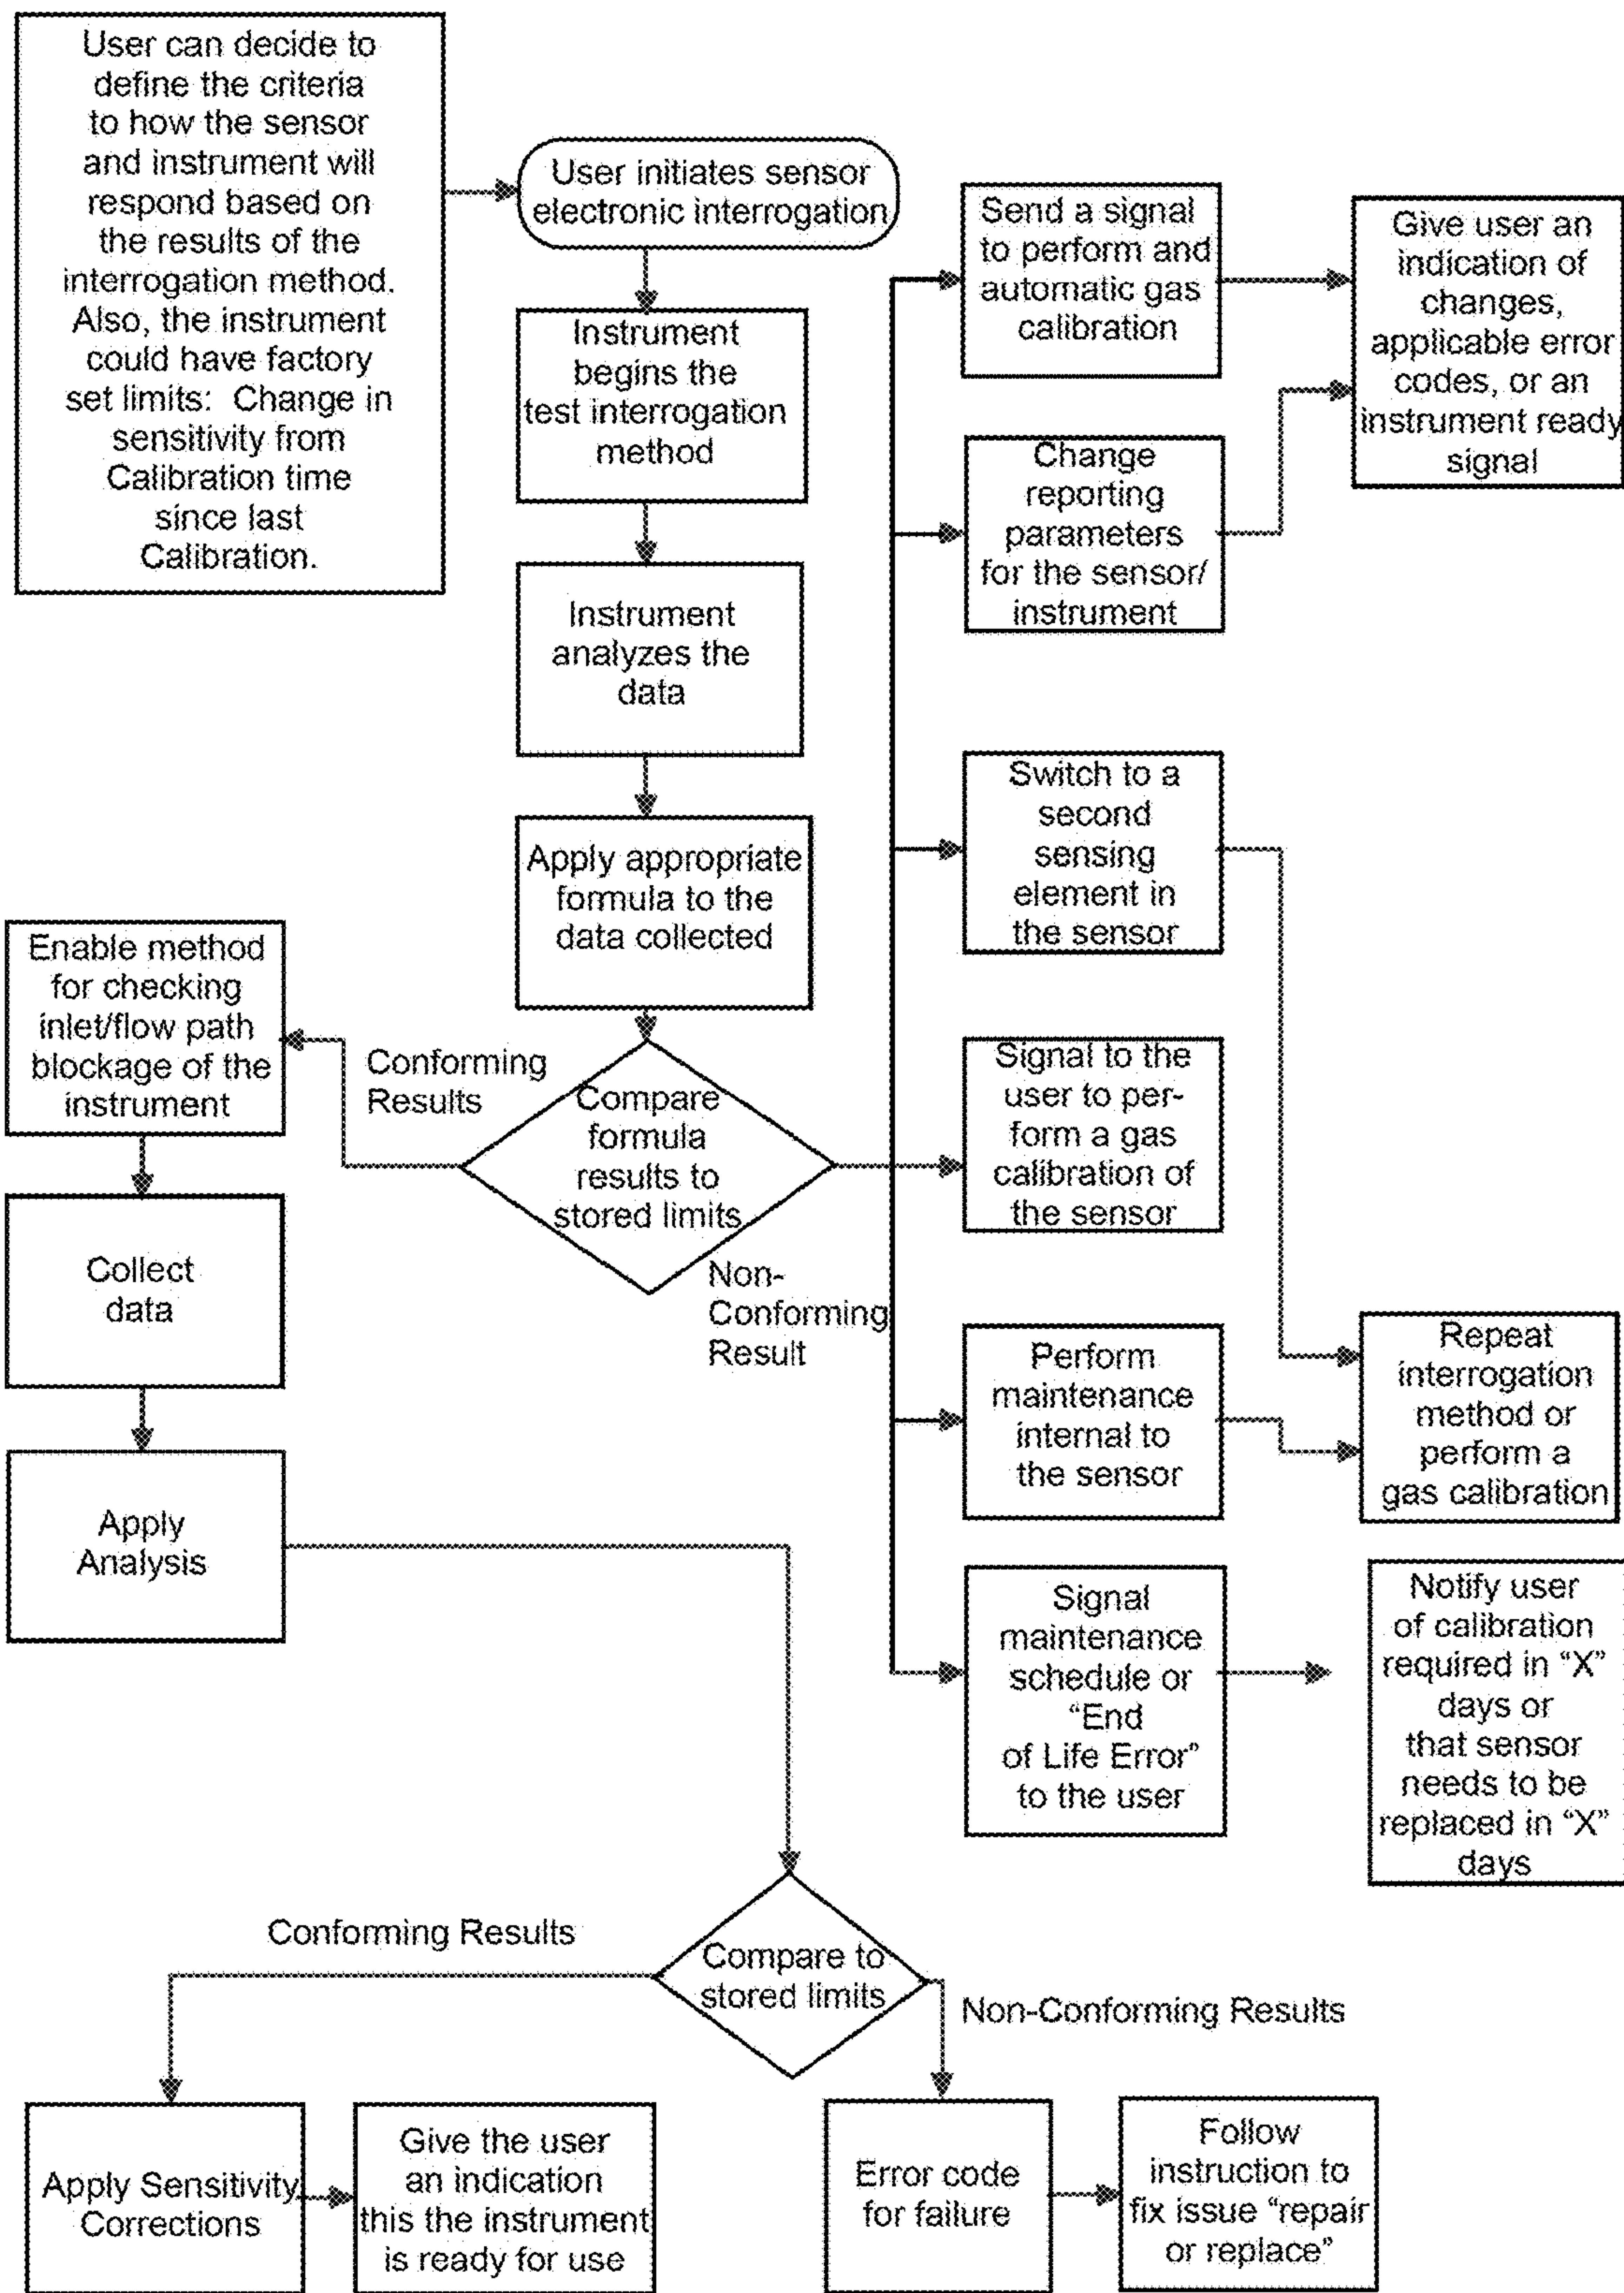 User can decide to
define the criteria
to how the sensor
and instrument will
respond based on
the results of the
interrogation method.
Also, the instrument
could have factory
set limits: Change in
sensitivity from
Calibration time
since last
Calibration.
User initiates sensor
electronic interrogation
Instrument
begins the
test interrogation
method
Instrument
analyzes the
data
Apply appropriate
formula to the
data collected
Compare
formula
results to
stored limits
Conforming
Results
Non-
Conforming
Result
Enable method
for checking
inlet/flow path
blockage of the
instrument
Collect
data
Apply
Analysis
Send a signal
to perform and
automatic gas
calibration
Give user an
indication of
changes,
applicable error
codes, or an
instrument ready
signal
Change
reporting
parameters
for the sensor/
instrument
Switch to a
second
sensing
element in
the sensor
Signal to the
user to per-
form a gas
calibration of
the sensor
Perform
maintenance
internal to
the sensor
Repeat
interrogation
method or
perform a
gas calibration
Signal
maintenance
schedule or
“End
of Life Error”
to the user
Notify user
of calibration
required in “X”
days or
that sensor
needs to be
replaced in “X”
days
Compare to
stored limits
Conforming Results
Non-Conforming Results
Apply Sensitivity
Corrections
Give the user
an indication
this the instrument
is ready for use
Error code
for failure
Follow
instruction to
fix issue “repair
or replace”